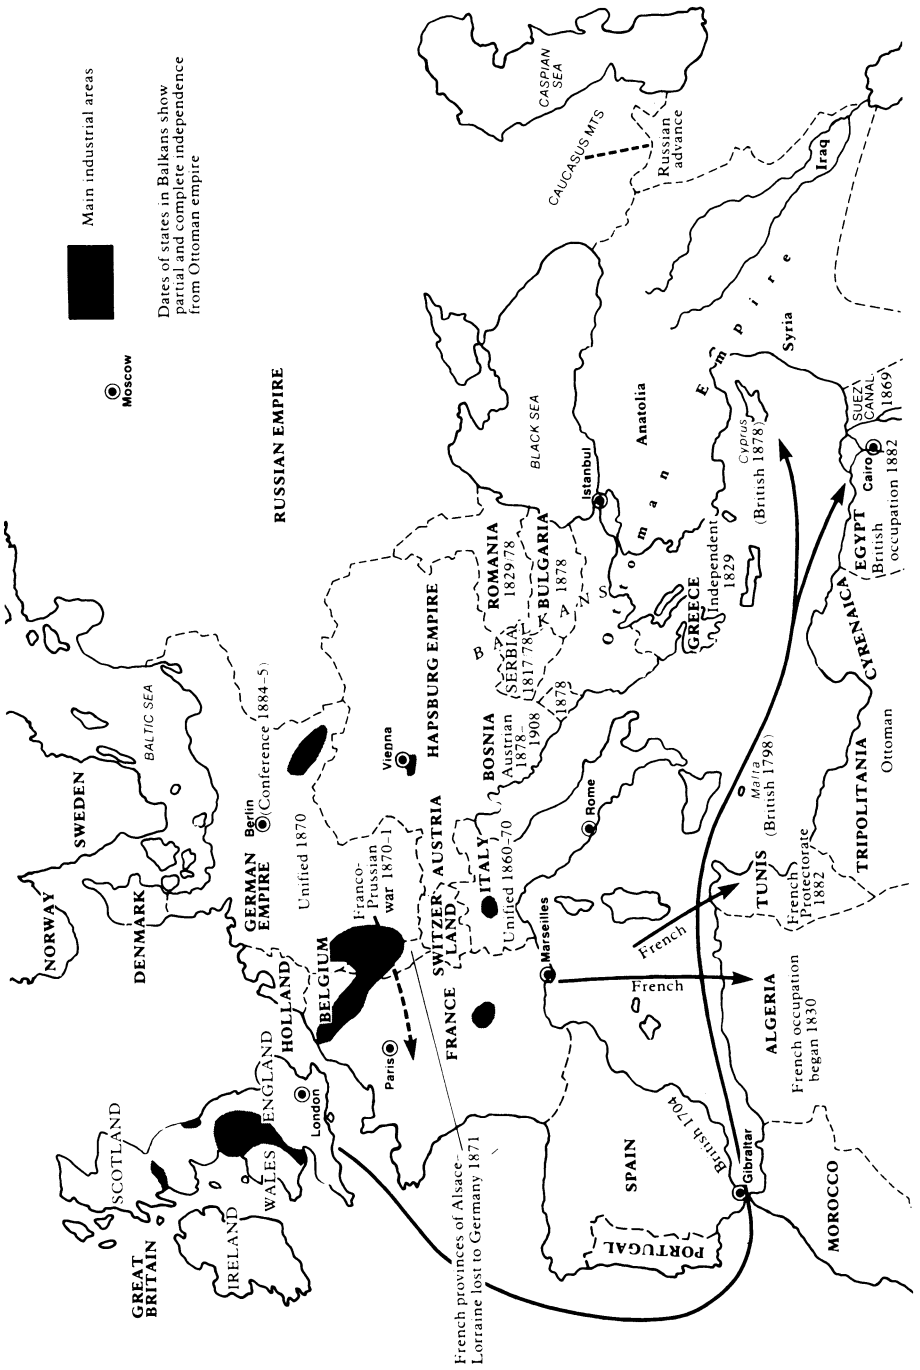 Main industrial areas
Dates of states in Balkans show
partial and complete independence
from Ottoman empire
GREAT
BRITAIN
SCOTLAND
IRELAND
WALES
ENGLAND
London
NORWAY
SWEDEN
DENMARK
BALTIC SEA
Moscow
RUSSIAN EMPIRE
HOLLAND
BELGIUM
GERMAN
EMPIRE
Berlin
(Conference 1884–5)
Unified 1870
Franco-
Prussian
war 1870–1
Paris
FRANCE
French provinces of Alsace–
Lorraine lost to Germany 1871
SWITZER
LAND
AUSTRIA
Vienna
HAPSBURG EMPIRE
ITALY
Unified 1860–70
Rome
Marseilles
BOSNIA
Austrian
1878–
1908
1878
SERBIA
1817/78
ROMANIA
1829/78
BULGARIA
1878
BALKANS
GREECE
Independent
1829
Ottoman Empire
Istanbul
Anatolia
BLACK SEA
CASPIAN
SEA
CAUCASUS MTS
Russian
advance
Iraq
Syria
Cyprus
(British 1878)
SUEZ
CANAL
1869
Cairo
EGYPT
British
occupation 1882
CYRENAICA
TRIPOLITANIA
Ottoman
Malta
(British 1798)
TUNIS
French
Protectorate
1882
French
French
ALGERIA
French occupation
began 1830
PORTUGAL
SPAIN
British 1704
Gibraltar
MOROCCO